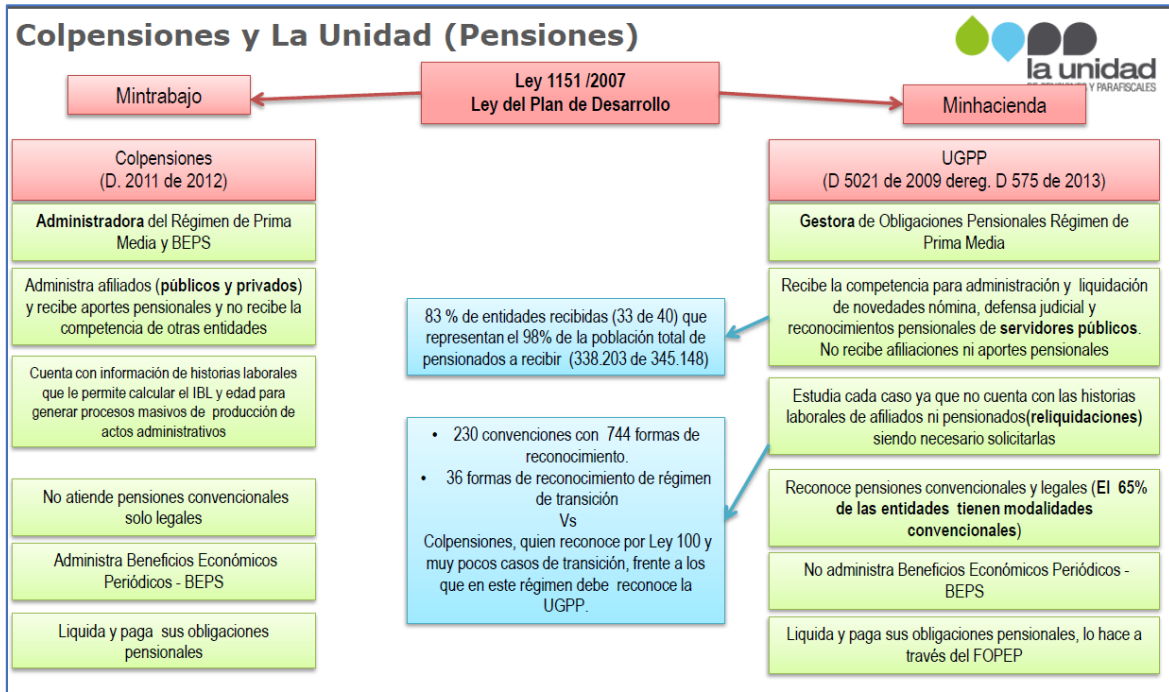 Colpensiones y La Unidad (Pensiones)
la unidad
DE PENSIONES Y PARAFISCALES
Ley 1151 /2007
Ley del Plan de Desarrollo
Mintrabajo
Minhacienda
Colpensiones
(D. 2011 de 2012)
Administradora del Régimen de Prima
Media y BEPS
Administra afiliados (públicos y privados)
y recibe aportes pensionales y no recibe la
competencia de otras entidades
Cuenta con información de historias laborales
que le permite calcular el IBL y edad para
generar procesos masivos de producción de
actos administrativos
No atiende pensiones convencionales
solo legales
Administra Beneficios Económicos
Periódicos - BEPS
Liquida y paga sus obligaciones
pensionales
83 % de entidades recibidas (33 de 40) que
representan el 98% de la población total de
pensionados a recibir (338.203 de 345.148)
• 230 convenciones con 744 formas de
reconocimiento.
• 36 formas de reconocimiento de régimen
de transición
Vs
Colpensiones, quien reconoce por Ley 100 y
muy pocos casos de transición, frente a los
que en este régimen debe reconoce la
UGPP.
UGPP
(D 5021 de 2009 dereg. D 575 de 2013)
Gestora de Obligaciones Pensionales Régimen de
Prima Media
Recibe la competencia para administración y liquidación
de novedades nómina, defensa judicial y
reconocimientos pensionales de servidores públicos.
No recibe afiliaciones ni aportes pensionales
Estudia cada caso ya que no cuenta con las historias
laborales de afiliados ni pensionados(reliquidaciones)
siendo necesario solicitarlas
Reconoce pensiones convencionales y legales (El 65%
de las entidades tienen modalidades
convencionales)
No administra Beneficios Económicos Periódicos -
BEPS
Liquida y paga sus obligaciones pensionales, lo hace a
través del FOPEP